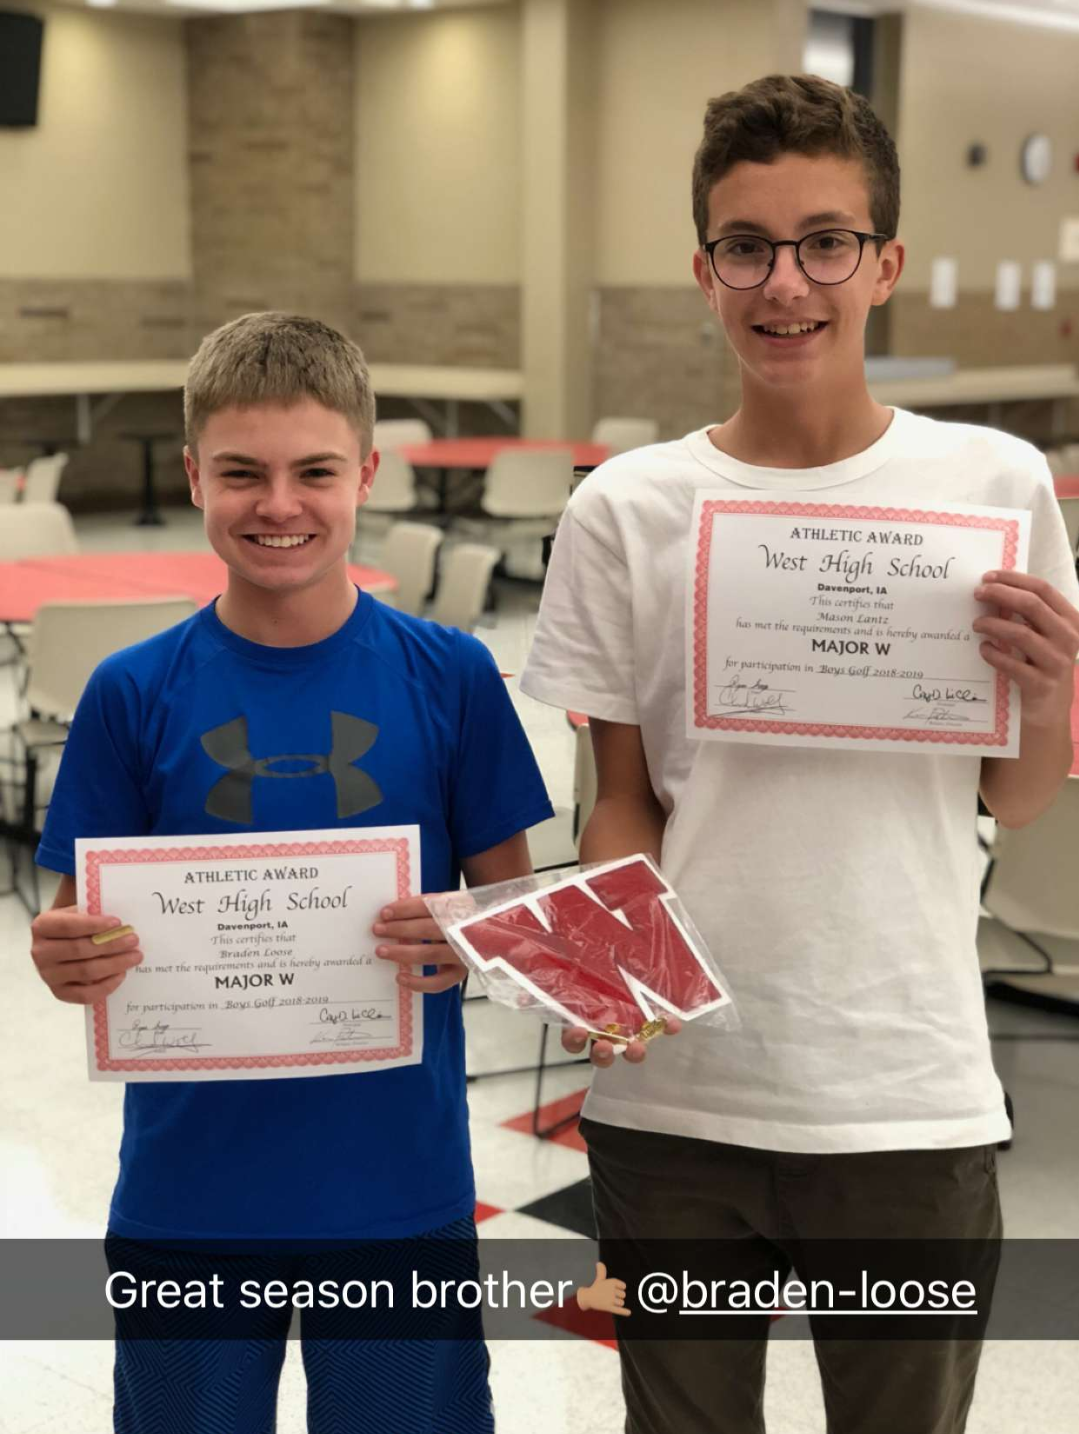 ATHLETIC AWARD
West High School
Davenport, IA
This certifies that
Mason Lantz
has met the requirements and is hereby awarded a
MAJOR W
for participation in Boys Golf 2018-2019
ATHLETIC AWARD
West High School
Davenport, IA
This certifies that
Braden Loose
has met the requirements and is hereby awarded a
MAJOR W
for participation in Boys Golf 2018-2019
W
Great season brother🤙🏼@braden-loose